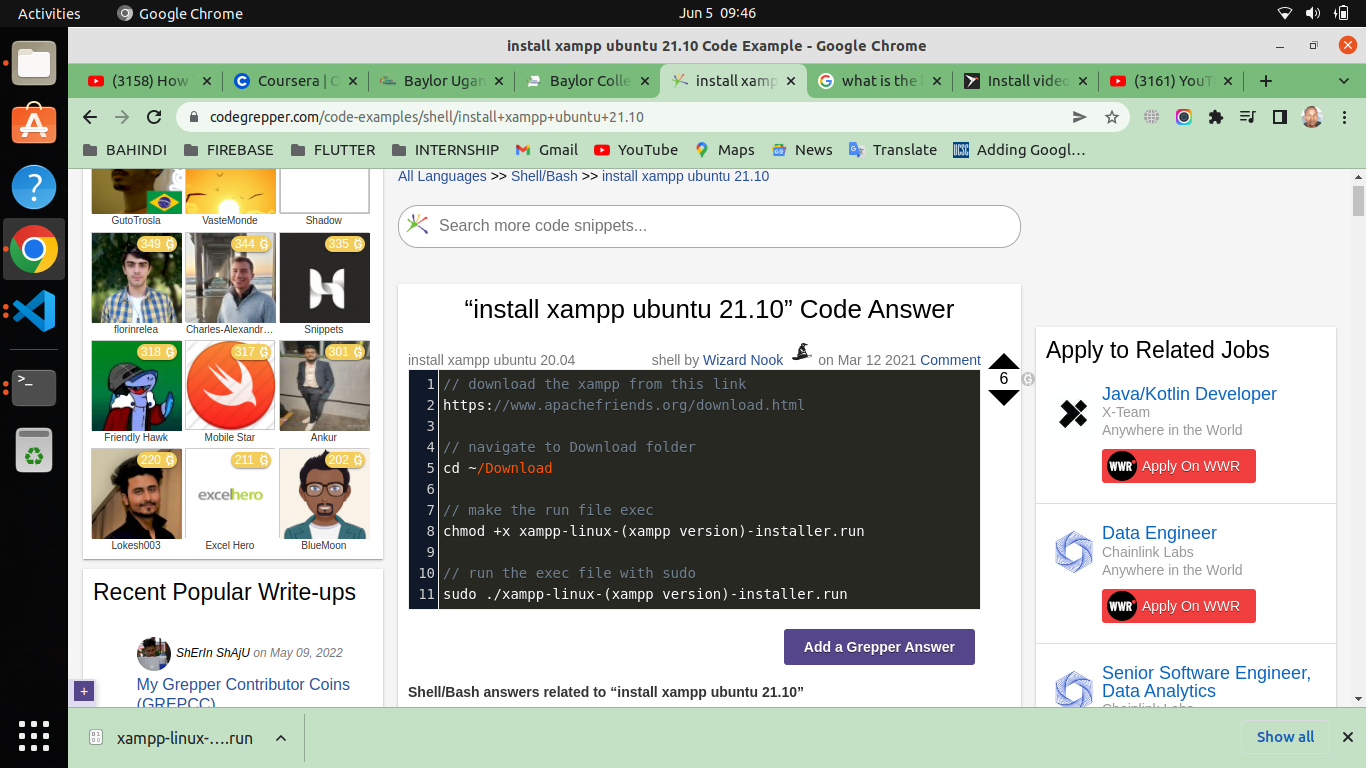 Activities
Google Chrome
Jun 5 09:46
install xampp ubuntu 21.10 Code Example - Google Chrome
(3158) How
Coursera | O
Baylor Ugan
Baylor Colle
install xamp
what is the l
Install video
(3161) YouT
codegrepper.com/code-examples/shell/install+xampp+ubuntu+21.10
BAHINDI
FIREBASE
FLUTTER
INTERNSHIP
Gmail
YouTube
Maps
News
Translate
UCSC
Adding Googl…
GutoTrosla
VasteMonde
Shadow
349
344
335
florinrelea
Charles-Alexandr…
Snippets
318
317
301
Friendly Hawk
Mobile Star
Ankur
220
211
202
excelhero
Lokesh003
Excel Hero
BlueMoon
Recent Popular Write-ups
ShErIn ShAjU on May 09, 2022
My Grepper Contributor Coins
(GREPCC)
+
All Languages >> Shell/Bash >> install xampp ubuntu 21.10
Search more code snippets...
“install xampp ubuntu 21.10” Code Answer
install xampp ubuntu 20.04
shell by Wizard Nook on Mar 12 2021 Comment
6
1 // download the xampp from this link
2 https://www.apachefriends.org/download.html
3
4 // navigate to Download folder
5 cd ~/Download
6
7 // make the run file exec
8 chmod +x xampp-linux-(xampp version)-installer.run
9
10 // run the exec file with sudo
11 sudo ./xampp-linux-(xampp version)-installer.run
Add a Grepper Answer
Shell/Bash answers related to “install xampp ubuntu 21.10”
Apply to Related Jobs
Java/Kotlin Developer
X-Team
Anywhere in the World
WWR Apply On WWR
Data Engineer
Chainlink Labs
Anywhere in the World
WWR Apply On WWR
Senior Software Engineer,
Data Analytics
Chainlink Labs
xampp-linux-….run
Show all